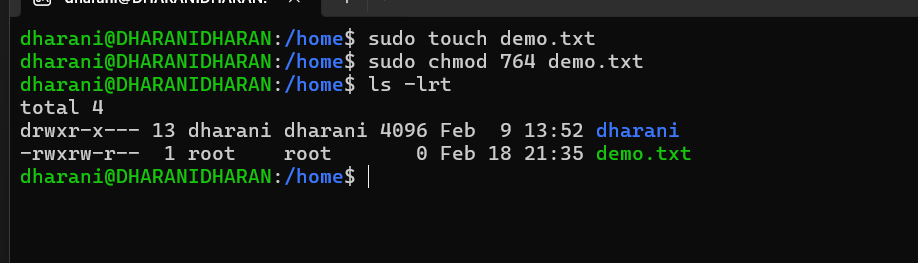 dharani@DHARANIDHARAN:
dharani@DHARANIDHARAN:/home$ sudo touch demo.txt
dharani@DHARANIDHARAN:/home$ sudo chmod 764 demo.txt
dharani@DHARANIDHARAN:/home$ ls -lrt
total 4
drwxr-x--- 13 dharani dharani 4096 Feb  9 13:52 dharani
-rwxrw-r--  1 root    root       0 Feb 18 21:35 demo.txt
dharani@DHARANIDHARAN:/home$